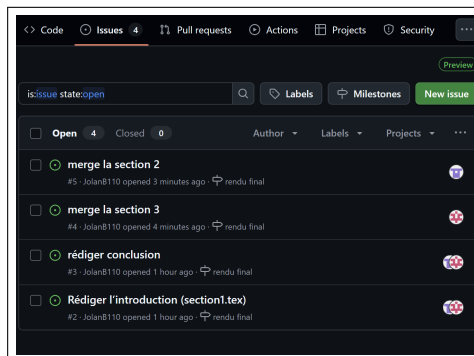 Code Issues 4 Pull requests Actions Projects Security
Preview
is:issue state:open Labels Milestones New issue
Open 4 Closed 0 Author Labels Projects
merge la section 2
#5 · JolanB110 opened 3 minutes ago · rendu final
merge la section 3
#4 · JolanB110 opened 4 minutes ago · rendu final
rédiger conclusion
#3 · JolanB110 opened 1 hour ago · rendu final
Rédiger l'introduction (section1.tex)
#2 · JolanB110 opened 1 hour ago · rendu final